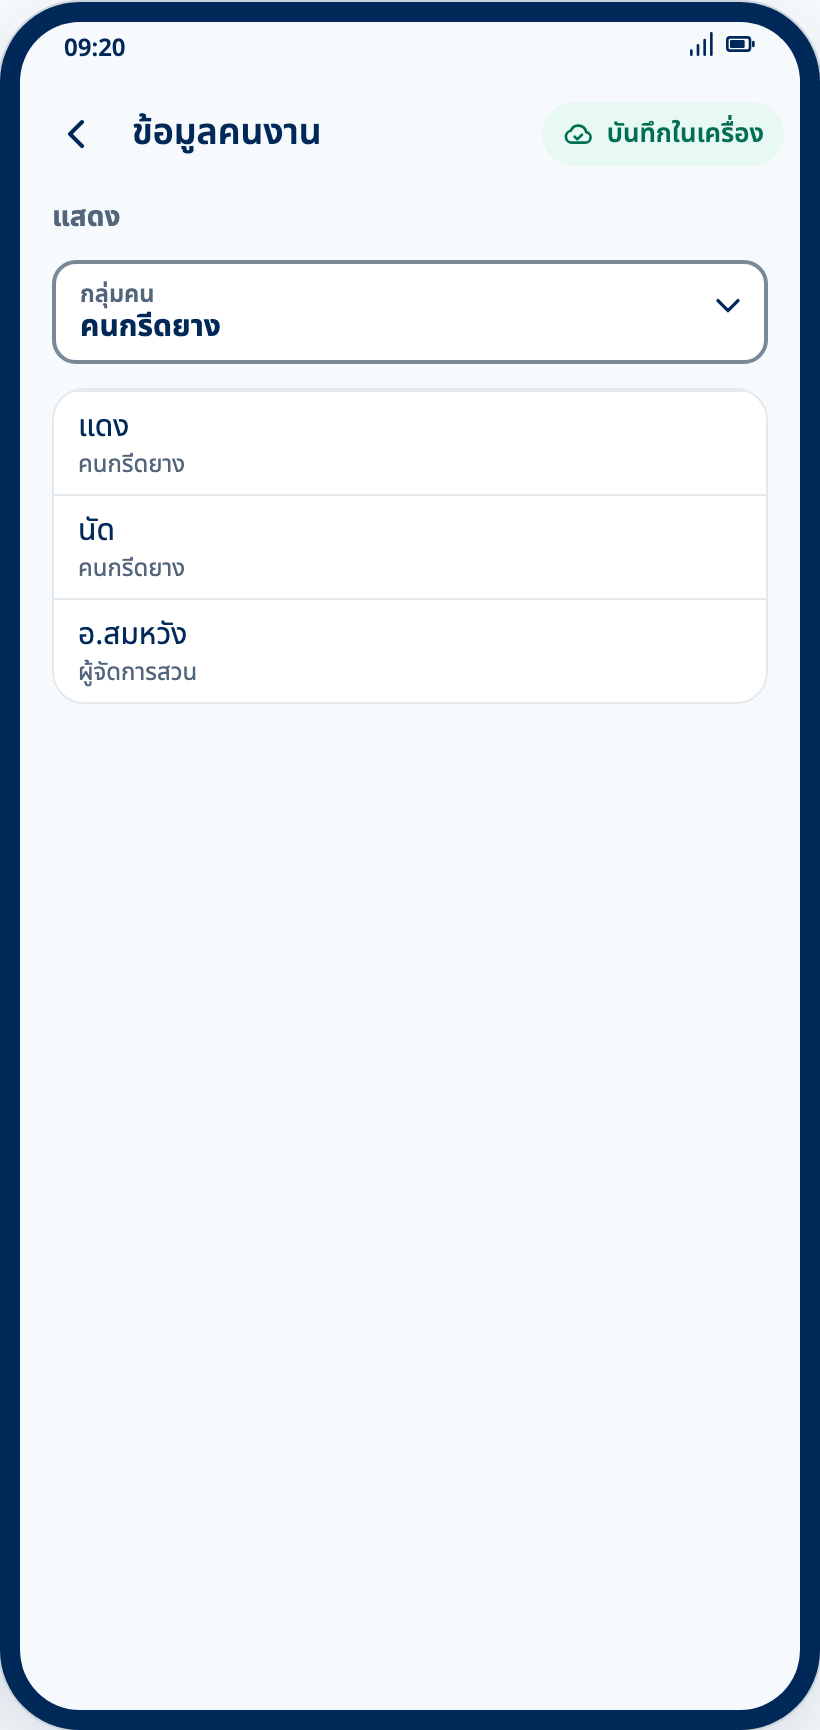 09:20
ข้อมูลคนงาน
บันทึกในเครื่อง
แสดง
กลุ่มคน
คนกรีดยาง
แดง
คนกรีดยาง
นัด
คนกรีดยาง
อ.สมหวัง
ผู้จัดการสวน